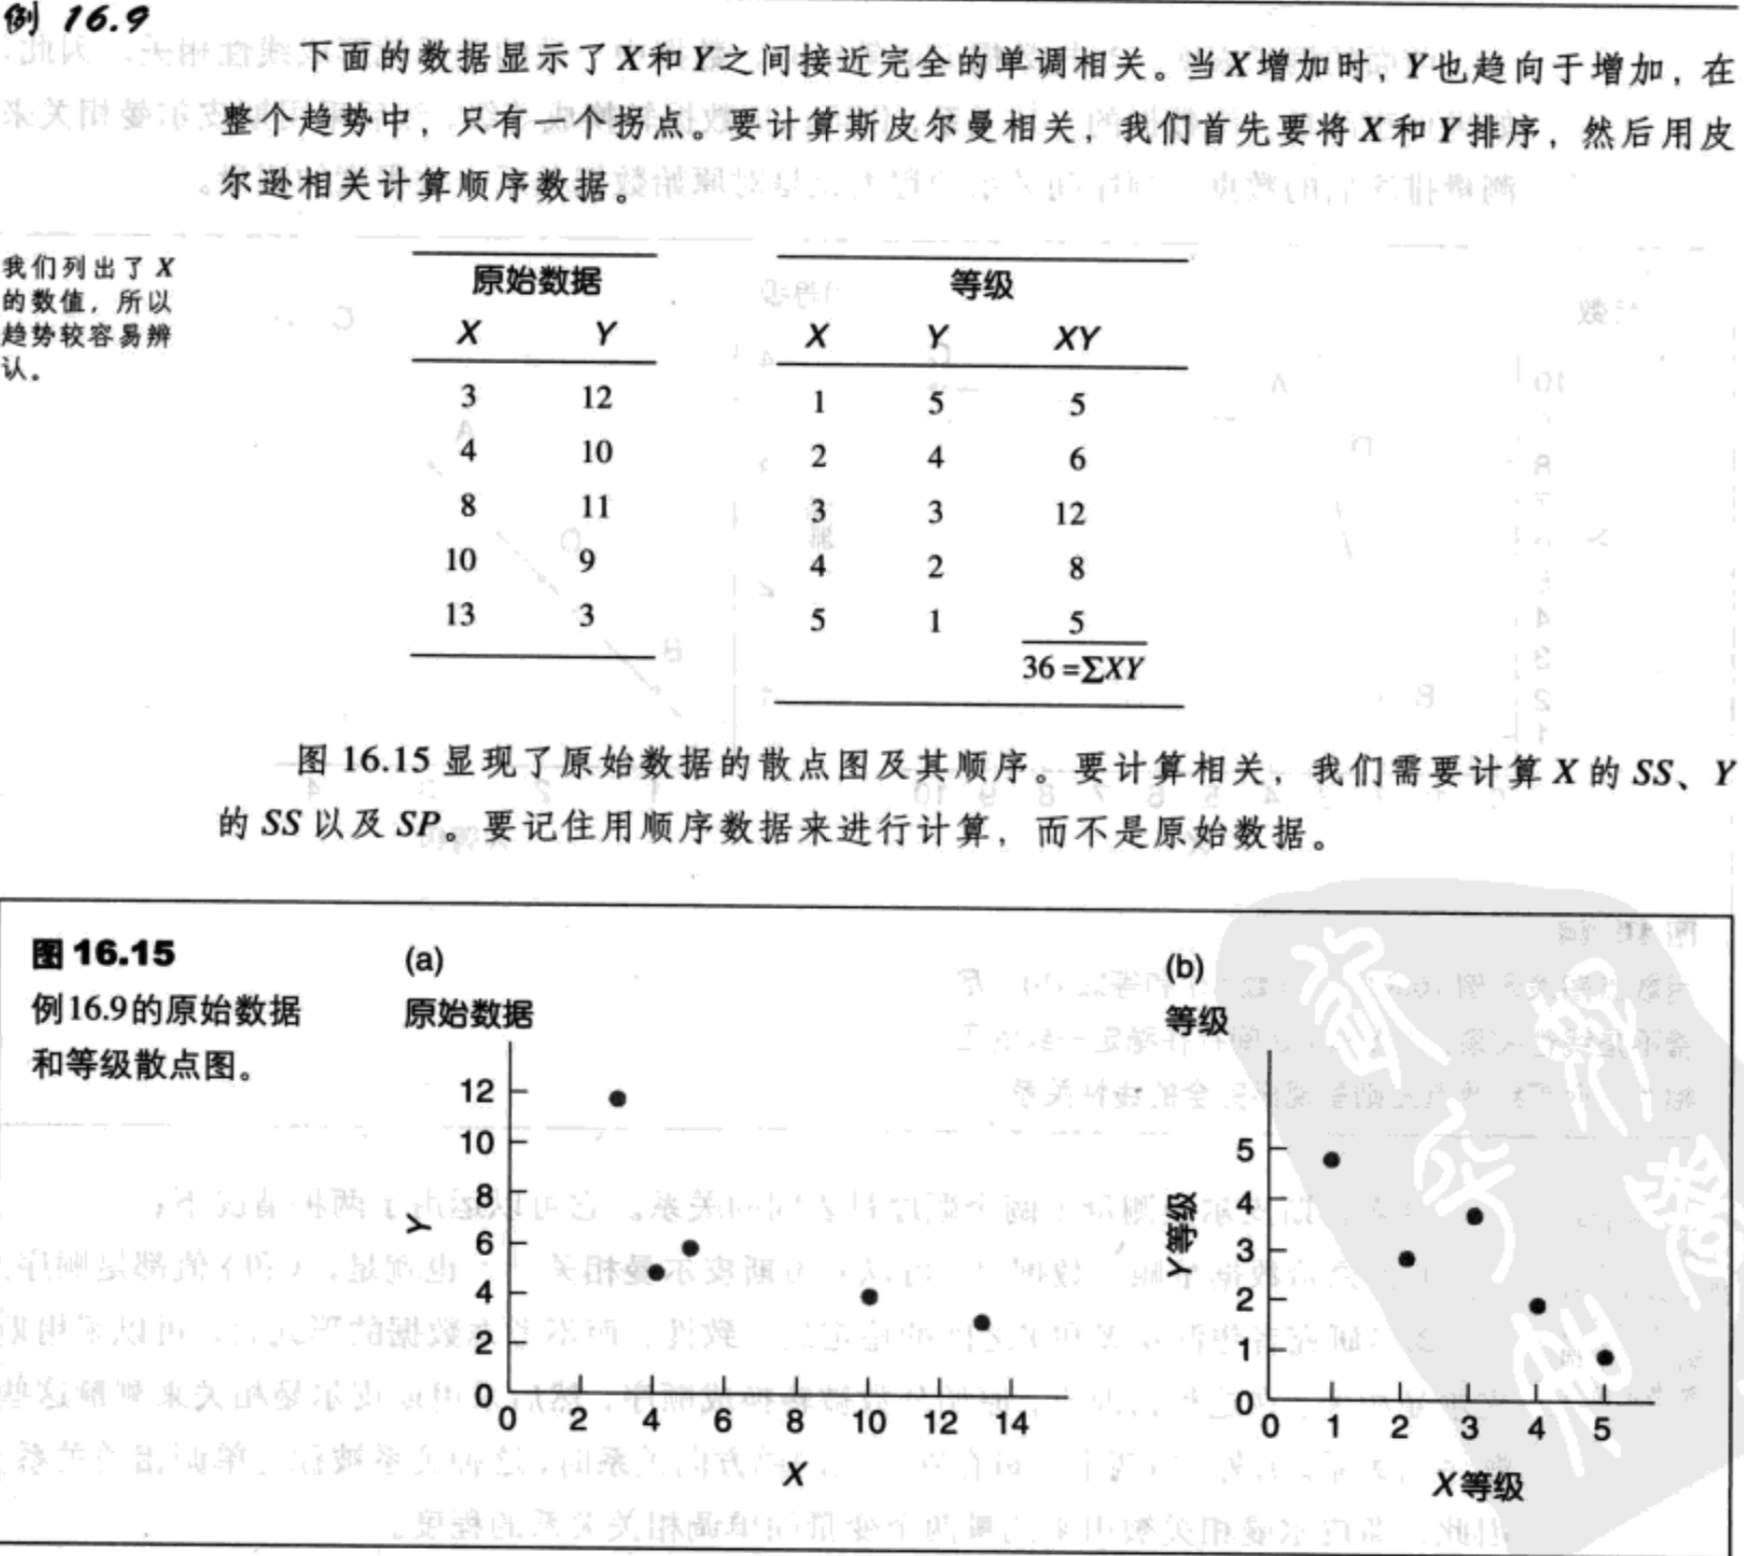 例 16.9
下面的数据显示了X和Y之间接近完全的单调相关。当X增加时，Y也趋向于增加，在
整个趋势中，只有一个拐点。要计算斯皮尔曼相关，我们首先要将X和Y排序，然后用皮
尔逊相关计算顺序数据。
我们列出了 X
的数值，所以
趋势较容易辨
认。
原始数据 等级
X Y X Y XY
3 12 1 5 5
4 10 2 4 6
8 11 3 3 12
10 9 4 2 8
13 3 5 1 5
36 =∑XY
图 16.15 显现了原始数据的散点图及其顺序。要计算相关，我们需要计算 X 的 SS、Y
的 SS 以及 SP。要记住用顺序数据来进行计算，而不是原始数据。
图 16.15
例16.9的原始数据
和等级散点图。
(a)
原始数据
12
10
8
6
4
2
0
Y
0 2 4 6 8 10 12 14
X
(b)
等级
5
4
3
2
1
0
Y等级
0 1 2 3 4 5
X等级